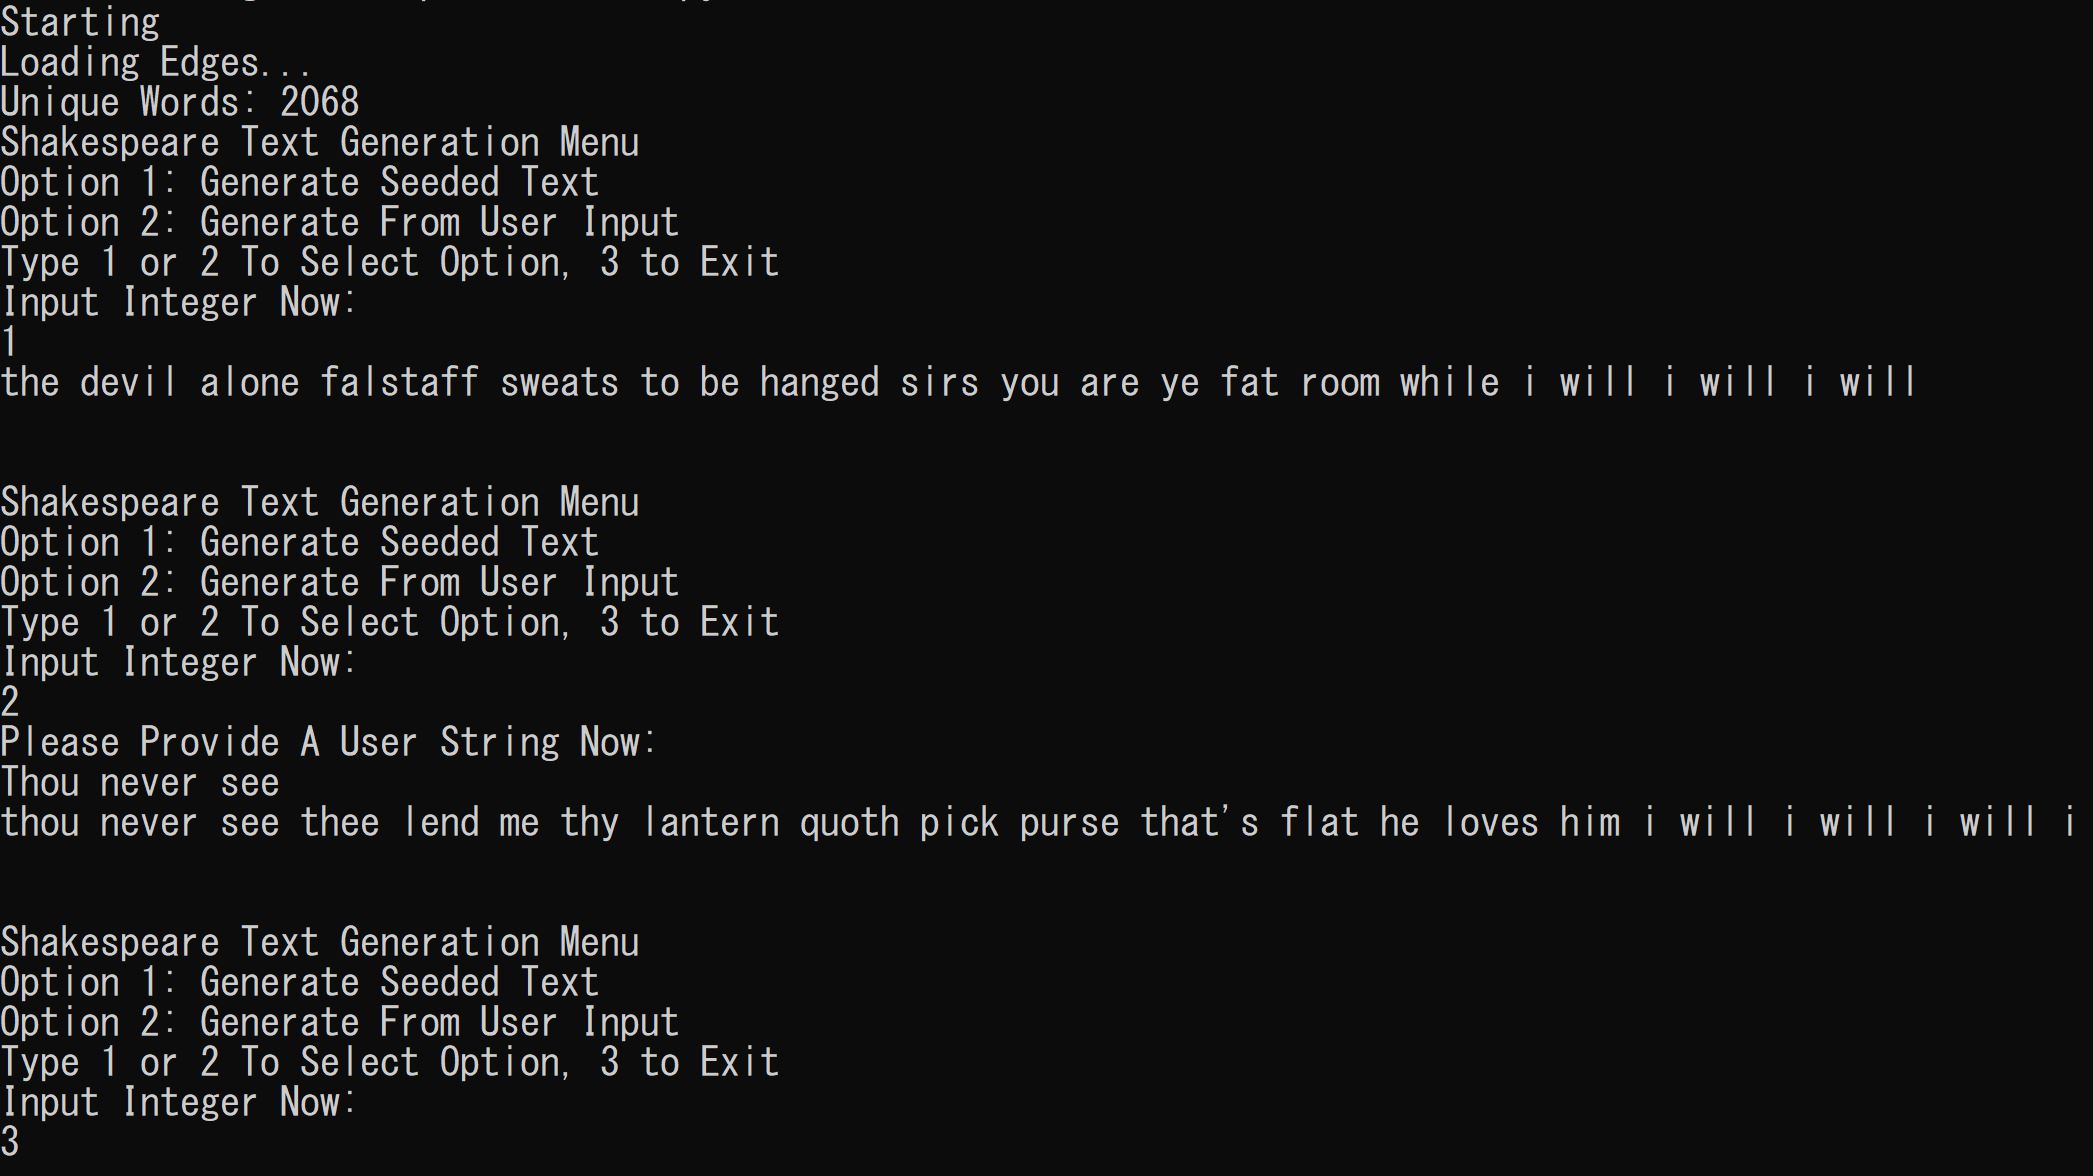 Starting
Loading Edges...
Unique Words: 2068
Shakespeare Text Generation Menu
Option 1: Generate Seeded Text
Option 2: Generate From User Input
Type 1 or 2 To Select Option, 3 to Exit
Input Integer Now:
1
the devil alone falstaff sweats to be hanged sirs you are ye fat room while i will i will i will
Shakespeare Text Generation Menu
Option 1: Generate Seeded Text
Option 2: Generate From User Input
Type 1 or 2 To Select Option, 3 to Exit
Input Integer Now:
2
Please Provide A User String Now:
Thou never see
thou never see thee lend me thy lantern quoth pick purse that's flat he loves him i will i will i will i
Shakespeare Text Generation Menu
Option 1: Generate Seeded Text
Option 2: Generate From User Input
Type 1 or 2 To Select Option, 3 to Exit
Input Integer Now:
3